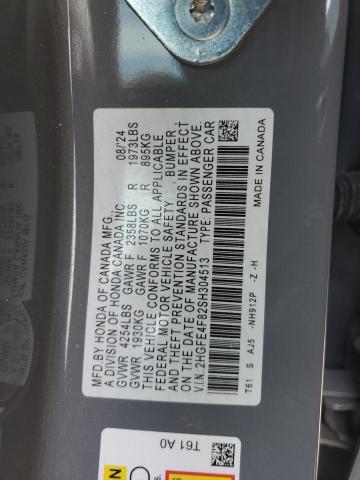 MFD BY HONDA OF CANADA MFG. 08/'24
A DIVISION OF HONDA CANADA INC.
GVWR 4254LBS GAWR F 2358LBS R 1973LBS
GVWR 1930KG GAWR F 1070KG R 895KG
THIS VEHICLE CONFORMS TO ALL APPLICABLE
FEDERAL MOTOR VEHICLE SAFETY, BUMPER
AND THEFT PREVENTION STANDARDS IN EFFECT
ON THE DATE OF MANUFACTURE SHOWN ABOVE.
V.I.N: 2HGFE4F82SH304513 TYPE: PASSENGER CAR
T61 S AJ5 -NH912P -Z -H MADE IN CANADA
T61 A0